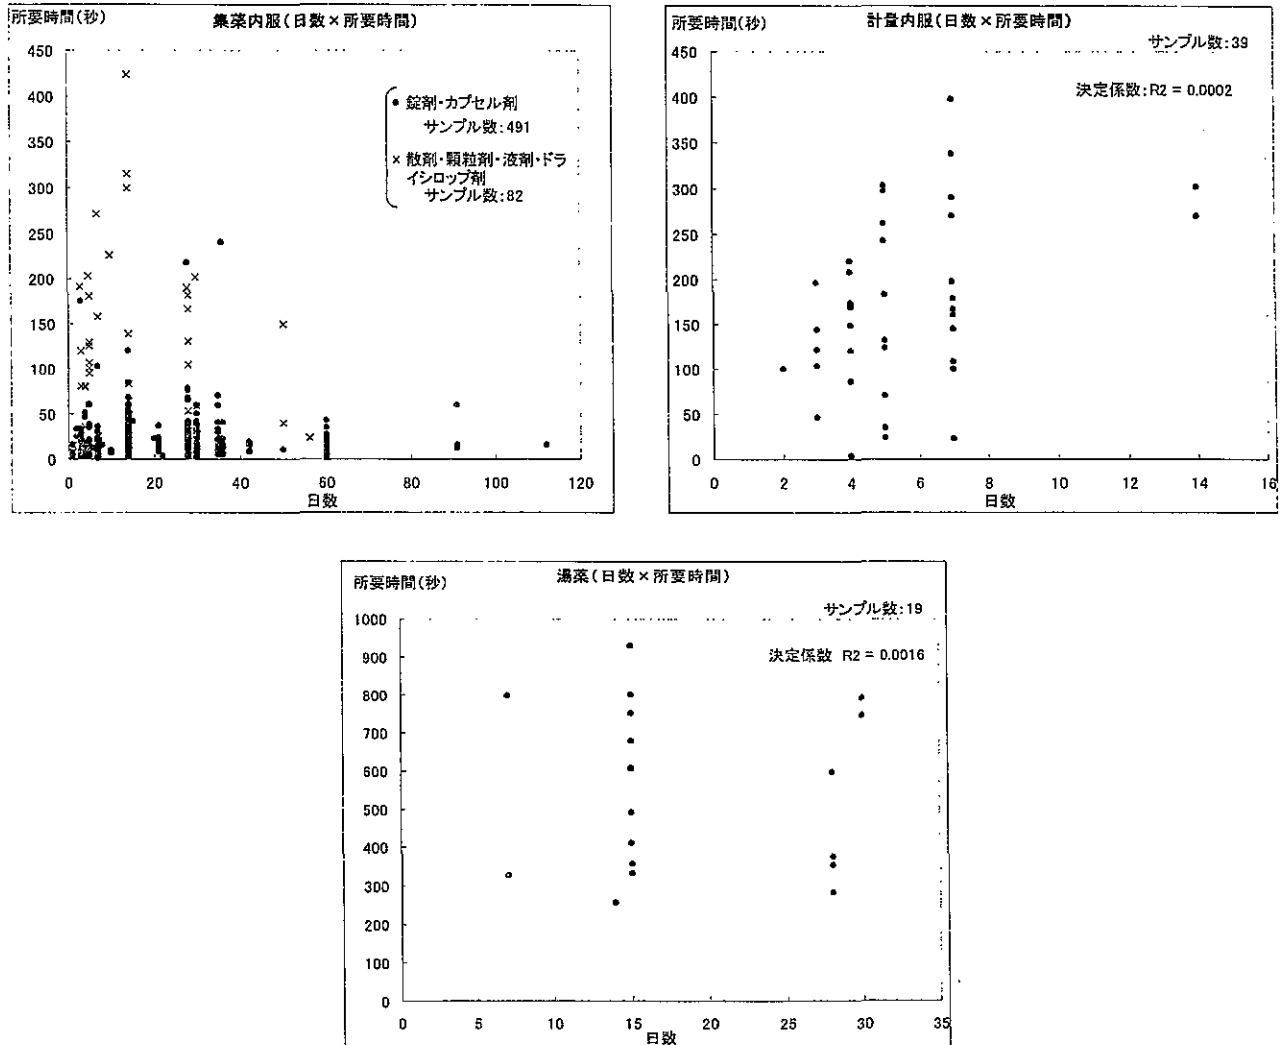 所要時間(秒)
集薬内服(日数×所要時間)
450
400
350
300
250
200
150
100
50
0
● 錠剤・カプセル剤
サンプル数:491
× 散剤・顆粒剤・液剤・ドラ
イシロップ剤
サンプル数:82
0 20 40 60 80 100 120
日数
所要時間(秒)
計量内服(日数×所要時間)
サンプル数:39
決定係数:R2 = 0.0002
450
400
350
300
250
200
150
100
50
0
0 2 4 6 8 10 12 14 16
日数
所要時間(秒)
湯薬(日数×所要時間)
サンプル数:19
決定係数 R2 = 0.0016
1000
900
800
700
600
500
400
300
200
100
0
0 5 10 15 20 25 30 35
日数